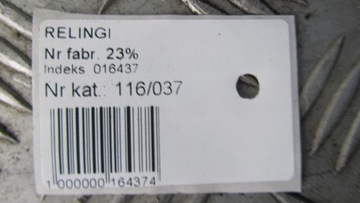 RELINGI
Nr fabr. 23%
Indeks 016437
Nr kat.: 116/037
1 000000 164374